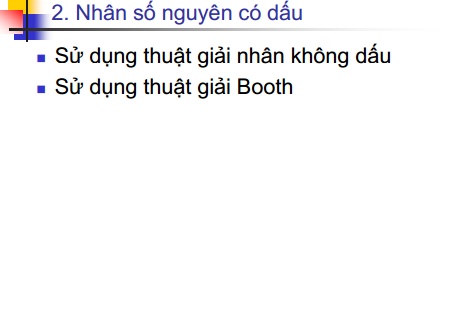 2. Nhân số nguyên có dấu
Sử dụng thuật giải nhân không dấu
Sử dụng thuật giải Booth